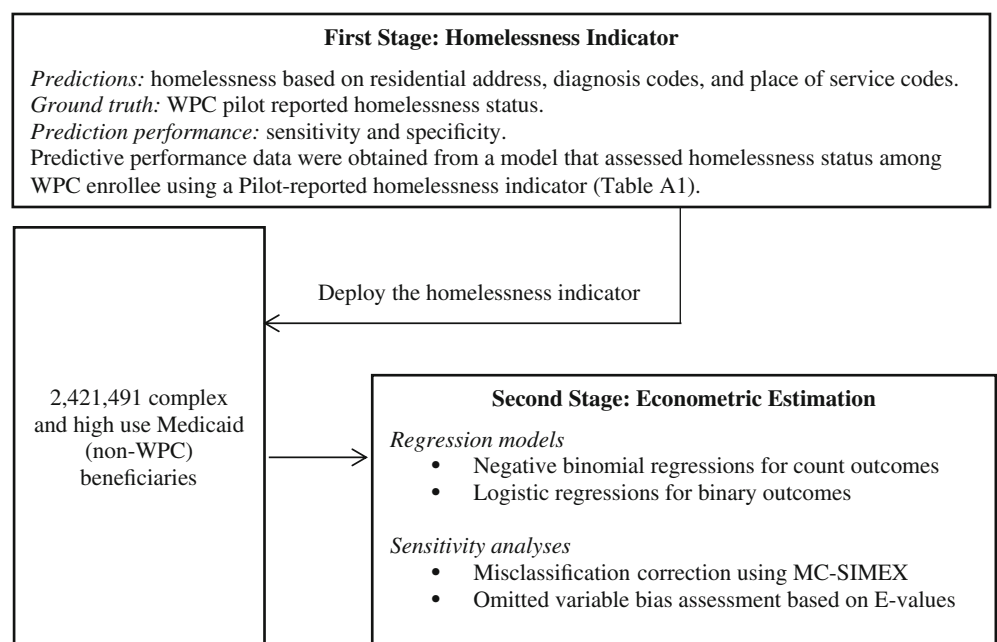 First Stage: Homelessness Indicator
Predictions: homelessness based on residential address, diagnosis codes, and place of service codes.
Ground truth: WPC pilot reported homelessness status.
Prediction performance: sensitivity and specificity.
Predictive performance data were obtained from a model that assessed homelessness status among
WPC enrollee using a Pilot-reported homelessness indicator (Table A1).
Deploy the homelessness indicator
2,421,491 complex
and high use Medicaid
(non-WPC)
beneficiaries
Second Stage: Econometric Estimation
Regression models
• Negative binomial regressions for count outcomes
• Logistic regressions for binary outcomes
Sensitivity analyses
• Misclassification correction using MC-SIMEX
• Omitted variable bias assessment based on E-values